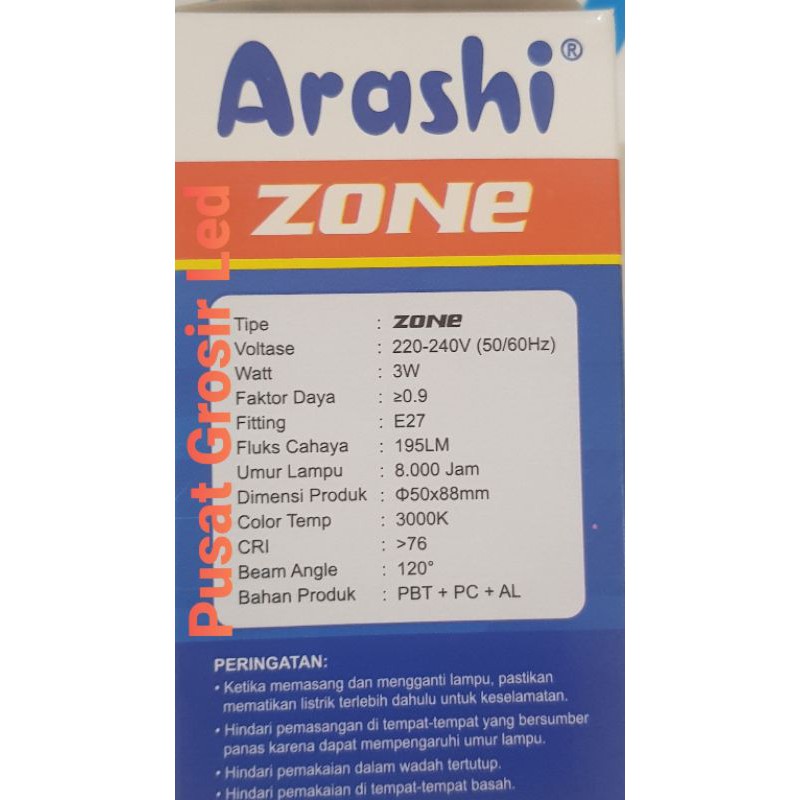 Arashi®
ZONE
Pusat Grosir Led
Tipe : ZONE
Voltase : 220-240V (50/60Hz)
Watt : 3W
Faktor Daya : ≥0.9
Fitting : E27
Fluks Cahaya : 195LM
Umur Lampu : 8.000 Jam
Dimensi Produk : Φ50x88mm
Color Temp : 3000K
CRI : >76
Beam Angle : 120°
Bahan Produk : PBT + PC + AL
PERINGATAN:
• Ketika memasang dan mengganti lampu, pastikan
mematikan listrik terlebih dahulu untuk keselamatan.
• Hindari pemasangan di tempat-tempat yang bersumber
panas karena dapat mempengaruhi umur lampu.
• Hindari pemakaian dalam wadah tertutup.
• Hindari pemakaian di tempat-tempat basah.